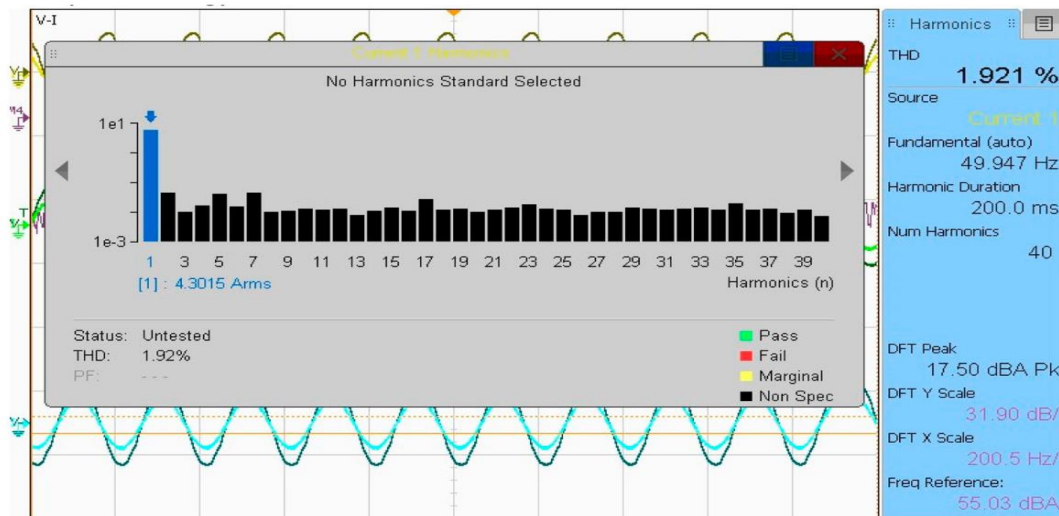 V-I
Current 1 Harmonics
No Harmonics Standard Selected
1e1
1e-3
1 3 5 7 9 11 13 15 17 19 21 23 25 27 29 31 33 35 37 39
[1] : 4.3015 Arms
Harmonics (n)
Status: Untested
THD: 1.92%
PF: ---
Pass
Fail
Marginal
Non Spec
Harmonics
THD
1.921 %
Source
Current 1
Fundamental (auto)
49.947 Hz
Harmonic Duration
200.0 ms
Num Harmonics
40
DFT Peak
17.50 dBA Pk
DFT Y Scale
31.90 dB/
DFT X Scale
200.5 Hz/
Freq Reference:
55.03 dBA